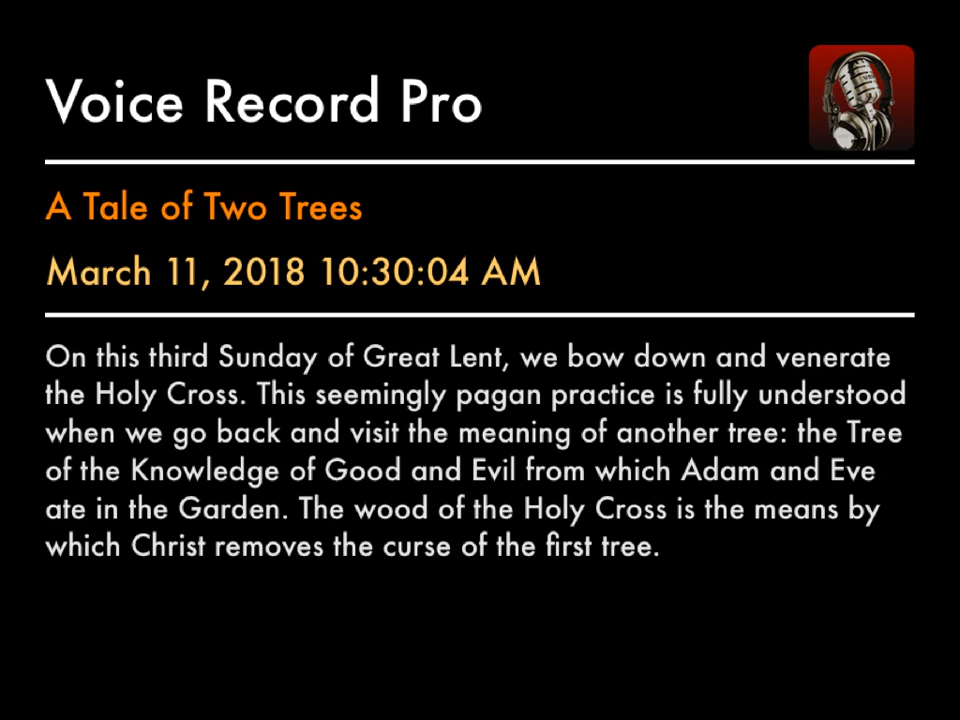 Voice Record Pro
A Tale of Two Trees
March 11, 2018 10:30:04 AM
On this third Sunday of Great Lent, we bow down and venerate
the Holy Cross. This seemingly pagan practice is fully understood
when we go back and visit the meaning of another tree: the Tree
of the Knowledge of Good and Evil from which Adam and Eve
ate in the Garden. The wood of the Holy Cross is the means by
which Christ removes the curse of the first tree.